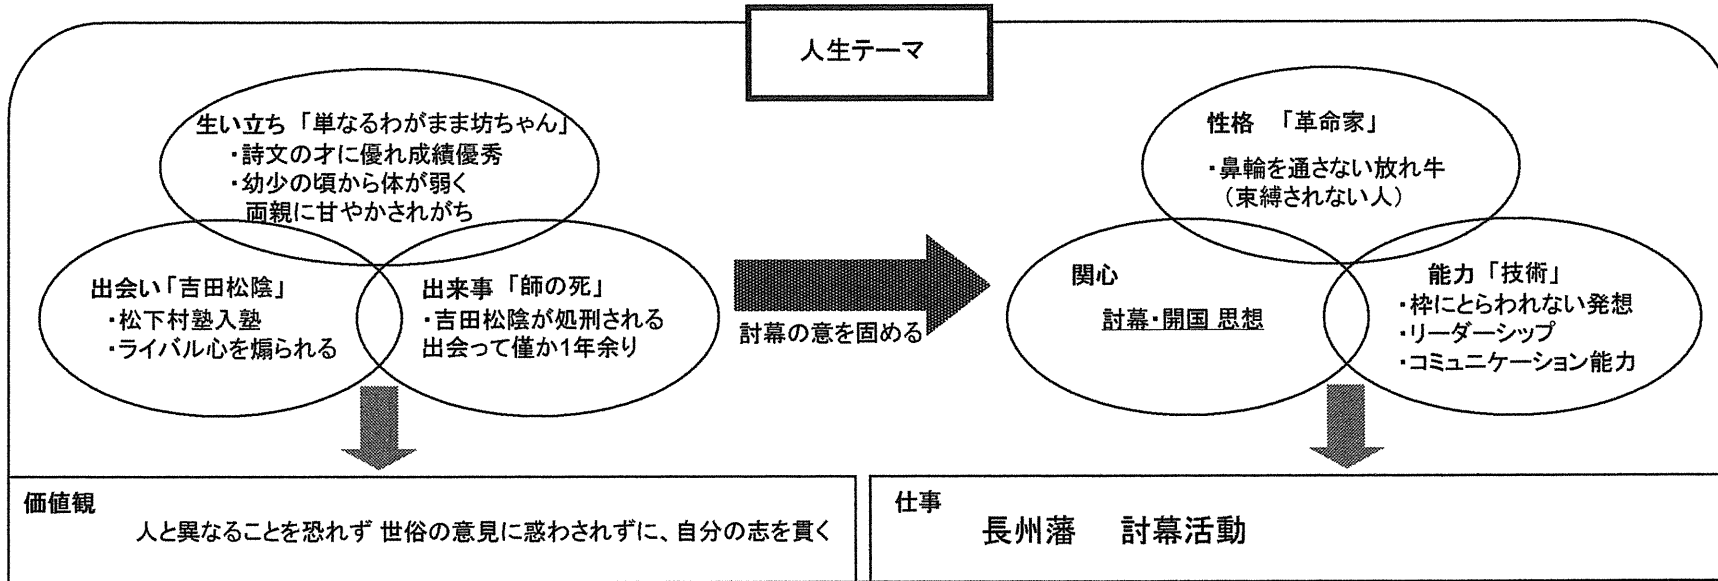 人生テーマ
生い立ち「単なるわがまま坊ちゃん」
・詩文の才に優れ成績優秀
・幼少の頃から体が弱く
両親に甘やかされがち
出会い「吉田松陰」
・松下村塾入塾
・ライバル心を煽られる
出来事「師の死」
・吉田松陰が処刑される
出会って僅か1年余り
討幕の意を固める
性格 「革命家」
・鼻輪を通さない放れ牛
（束縛されない人）
関心
討幕・開国 思想
能力「技術」
・枠にとらわれない発想
・リーダーシップ
・コミュニケーション能力
価値観
人と異なることを恐れず 世俗の意見に惑わされずに、自分の志を貫く
仕事
長州藩 討幕活動